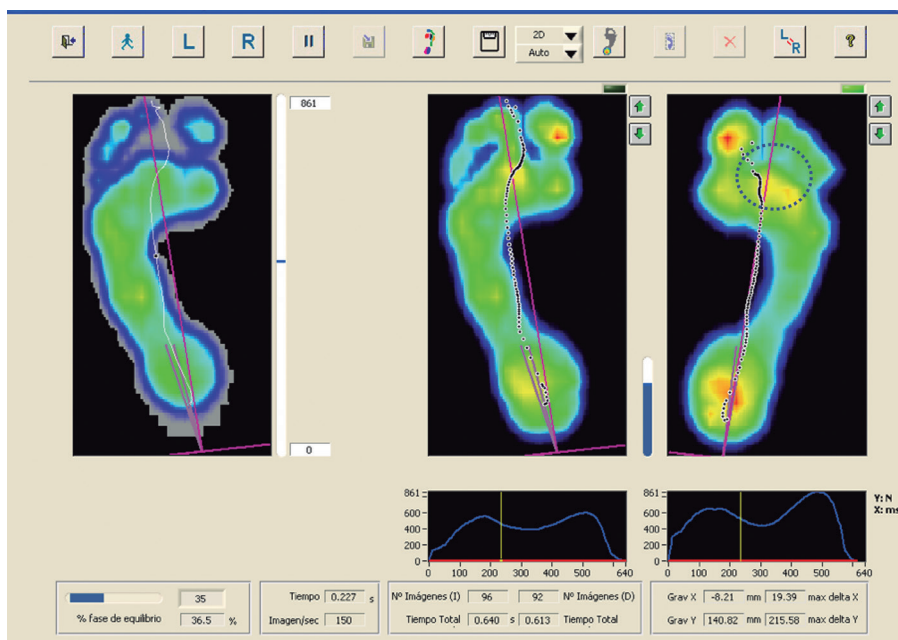 L R 2D
Auto L R ?
861
0
861
600
400
200
0
0 100 200 300 400 500 640
861
600
400
200
0
0 100 200 300 400 500 640
Y: N
X: ms
35
% fase de equilibrio 36.5 %
Tiempo 0.227 s
Imagen/sec 150
Nº Imágenes (I) 96 92 Nº Imágenes (D)
Tiempo Total 0.640 s 0.613 Tiempo Total
Grav X -8.21 mm 19.39 max delta X
Grav Y 140.82 mm 215.58 max delta Y